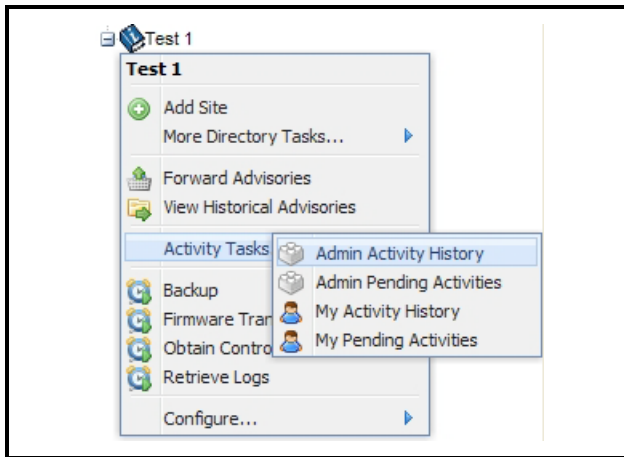 Test 1
Test 1
Add Site
More Directory Tasks...
Forward Advisories
View Historical Advisories
Activity Tasks
Admin Activity History
Admin Pending Activities
My Activity History
My Pending Activities
Backup
Firmware Tran
Obtain Contro
Retrieve Logs
Configure...